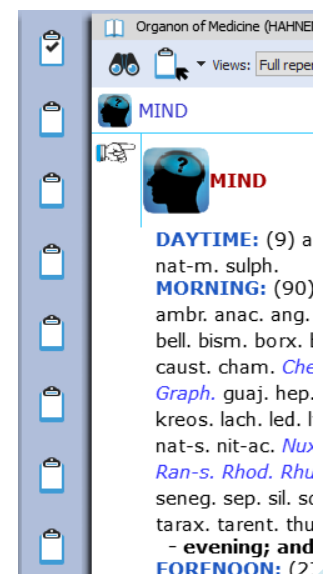 Organon of Medicine (HAHNE
Views: Full reper
MIND
MIND
DAYTIME: (9) a
nat-m. sulph.
MORNING: (90)
ambr. anac. ang.
bell. bism. borx.
caust. cham. Che
Graph. guaj. hep.
kreos. lach. led.
nat-s. nit-ac. Nux
Ran-s. Rhod. Rhu
seneg. sep. sil. sc
tarax. tarent. thu
- evening; and
FORENOON: (2